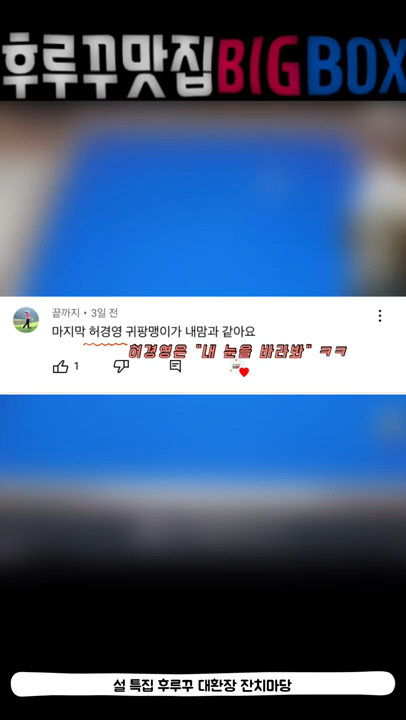 후루꾸맛집BIGBOX
끝까지 • 3일 전
마지막 허경영 귀팡맹이가 내맘과 같아요
허경영은 "내 눈을 바라봐" ㅋㅋ
1
설 특집 후루꾸 대환장 잔치마당